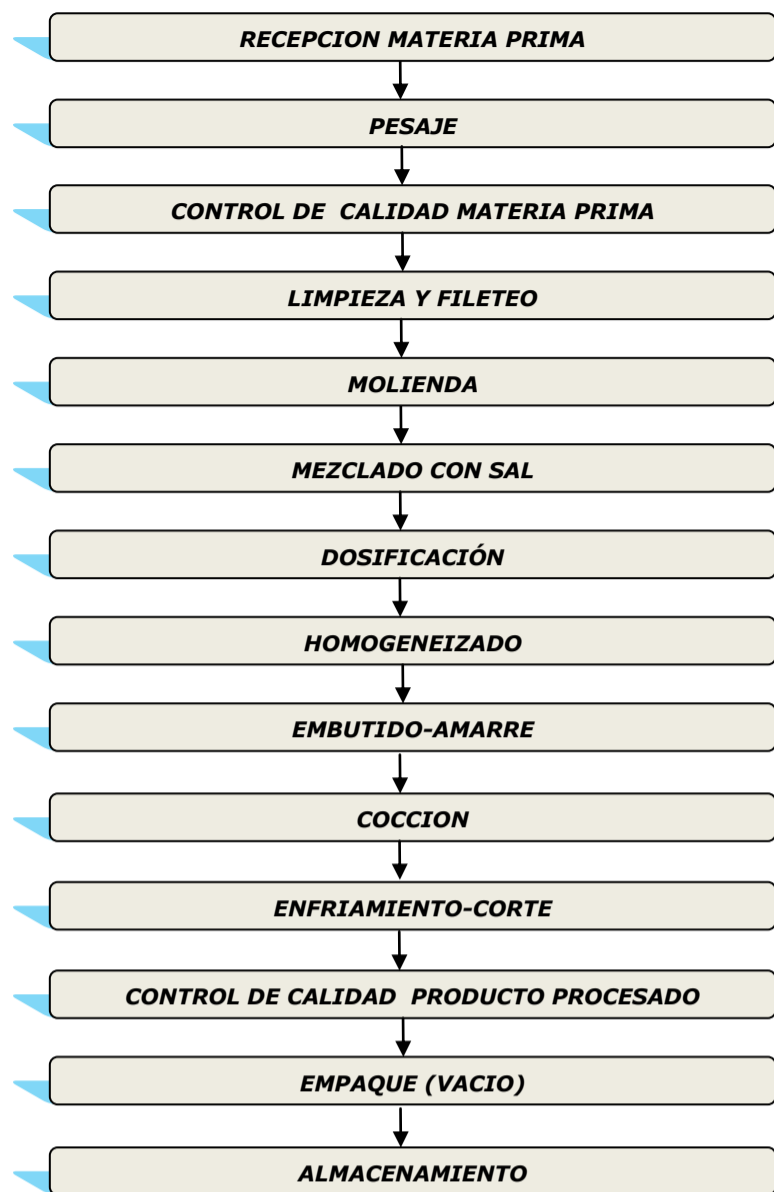 RECEPCION MATERIA PRIMA
PESAJE
CONTROL DE CALIDAD MATERIA PRIMA
LIMPIEZA Y FILETEO
MOLIENDA
MEZCLADO CON SAL
DOSIFICACIÓN
HOMOGENEIZADO
EMBUTIDO-AMARRE
COCCION
ENFRIAMIENTO-CORTE
CONTROL DE CALIDAD PRODUCTO PROCESADO
EMPAQUE (VACIO)
ALMACENAMIENTO